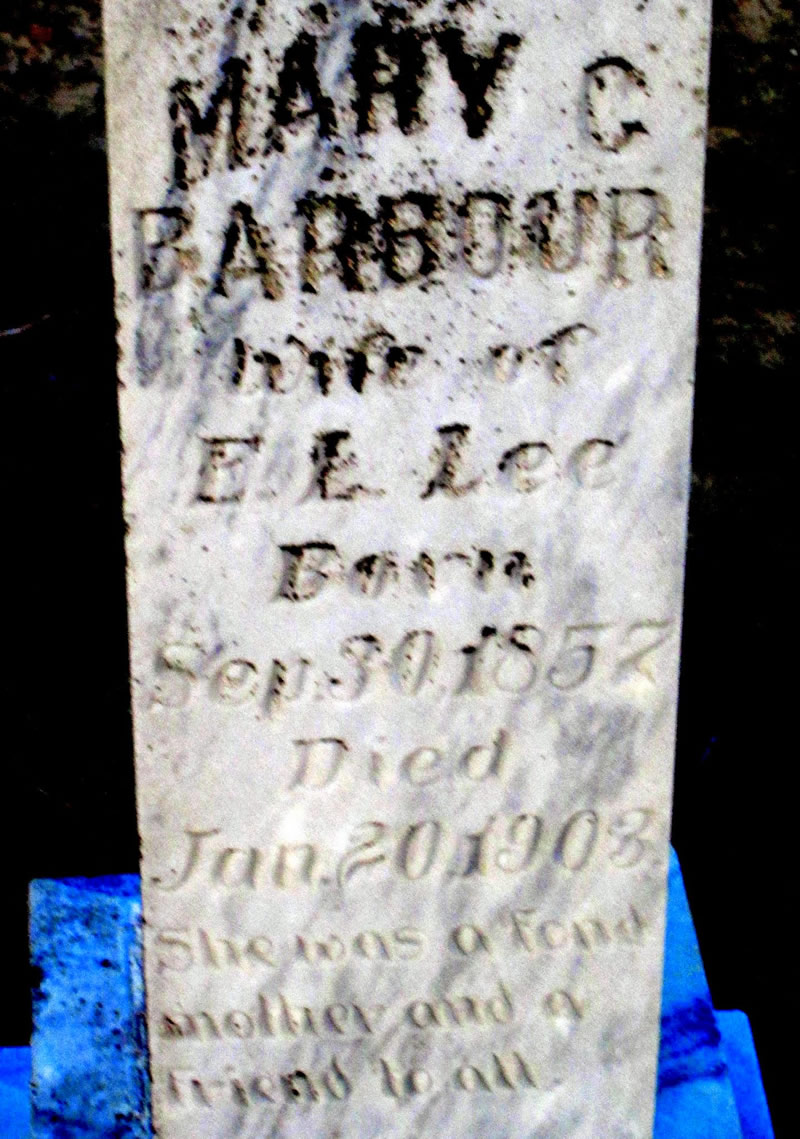 MARY C
BARBOUR
wife of
E. L. Lee
Born
Sep. 30, 1857
Died
Jan. 20, 1903.
She was a fond
mother and a
friend to all.